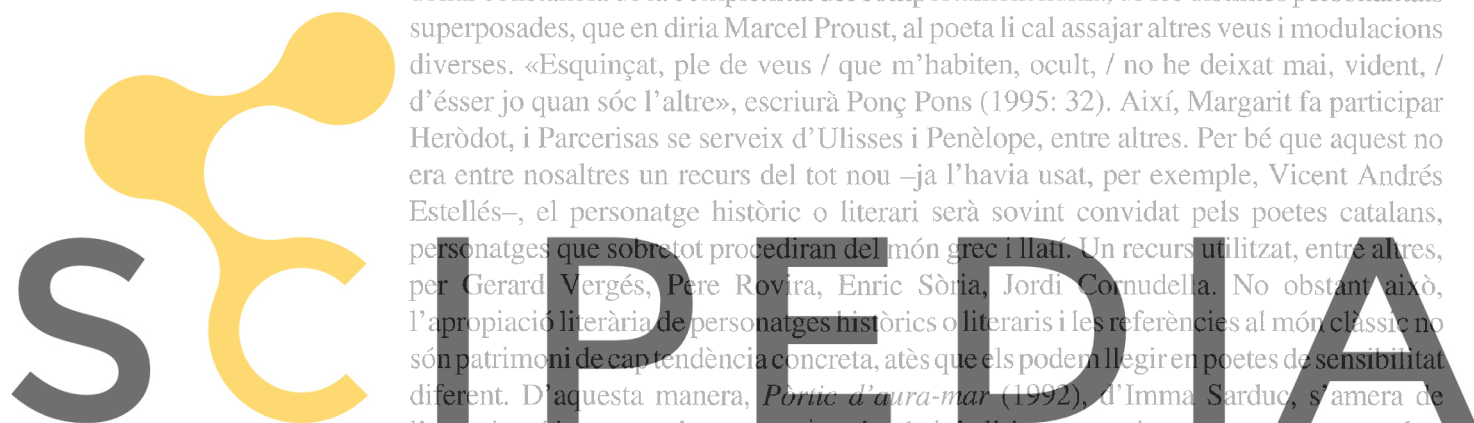 superposades, que en diria Marcel Proust, al poeta li cal assajar altres veus i modulacions
diverses. «Esquinçat, ple de veus / que m’habiten, ocult, / no he deixat mai, vident, /
d’ésser jo quan sóc l’altre», escriurà Ponç Pons (1995: 32). Així, Margarit fa participar
Heròdot, i Parcerisas se serveix d’Ulisses i Penèlope, entre altres. Per bé que aquest no
era entre nosaltres un recurs del tot nou –ja l’havia usat, per exemple, Vicent Andrés
Estellés–, el personatge històric o literari serà sovint convidat pels poetes catalans,
personatges que sobretot procediran del món grec i llatí. Un recurs utilitzat, entre altres,
per Gerard Vergés, Pere Rovira, Enric Sòria, Jordi Cornudella. No obstant això,
l’apropiació literària de personatges històrics o literaris i les referències al món clàssic no
són patrimoni de cap tendència concreta, atès que els podem llegir en poetes de sensibilitat
diferent. D’aquesta manera, Pòrtic d’aura-mar (1992), d’Imma Sarduc, s’amera de
SCIPEDIA